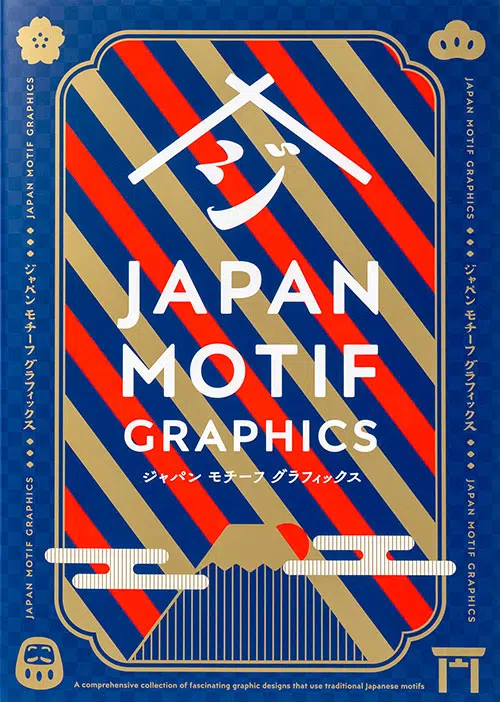 ジ
JAPAN
MOTIF
GRAPHICS
ジャパン モチーフ グラフィックス
JAPAN MOTIF GRAPHICS
ジャパン モチーフ グラフィックス
JAPAN MOTIF GRAPHICS
JAPAN MOTIF GRAPHICS
ジャパン モチーフ グラフィックス
JAPAN MOTIF GRAPHICS
A comprehensive collection of fascinating graphic designs that use traditional Japanese motifs